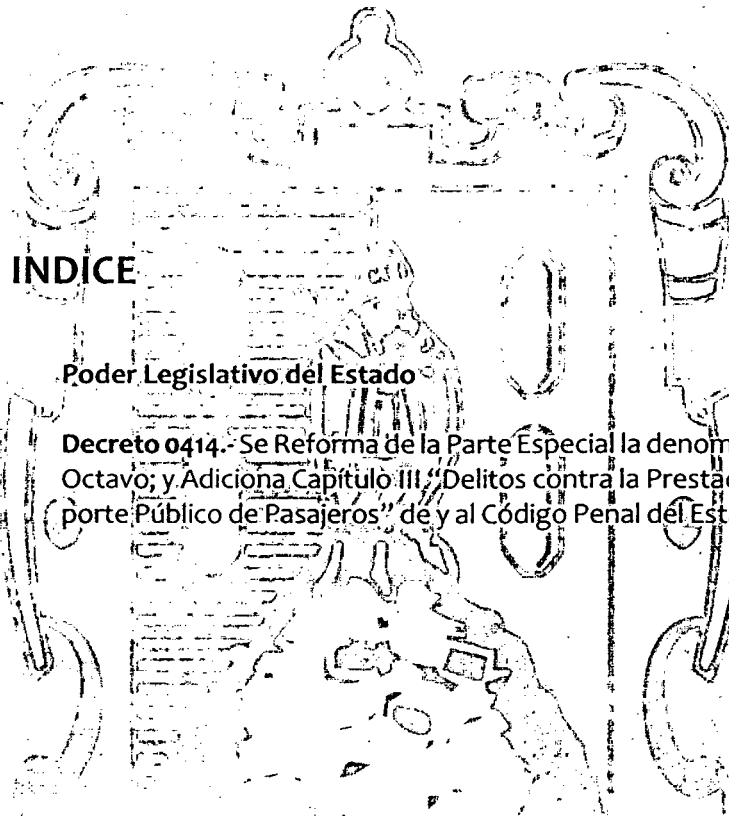 INDICE
Poder Legislativo del Estado
Decreto 0414.- Se Reforma de la Parte Especial la denom
Octavo; y Adiciona Capítulo III "Delitos contra la Prestac
porte Público de Pasajeros" de y al Código Penal del Est